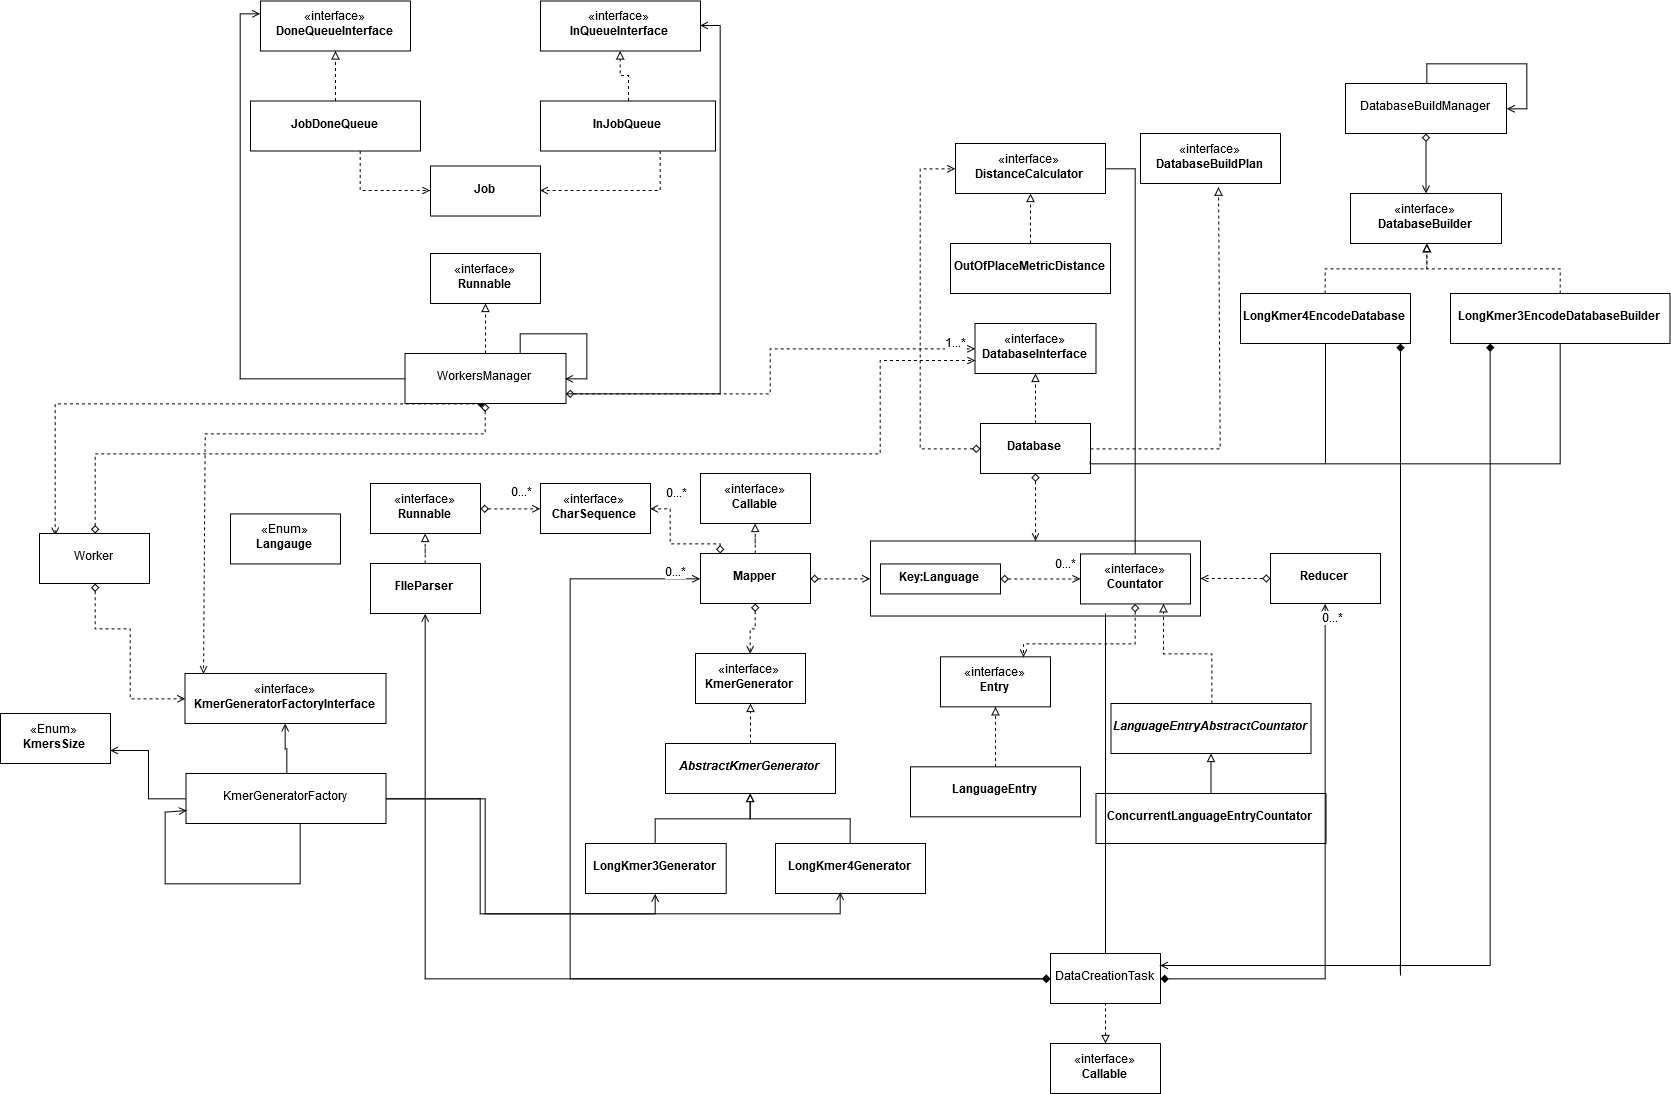 «interface»
DoneQueueInterface
«interface»
InQueueInterface
JobDoneQueue
InJobQueue
Job
DatabaseBuildManager
«interface»
DistanceCalculator
«interface»
DatabaseBuildPlan
«interface»
DatabaseBuilder
«interface»
Runnable
OutOfPlaceMetricDistance
LongKmer4EncodeDatabase
LongKmer3EncodeDatabaseBuilder
1...*
«interface»
DatabaseInterface
WorkersManager
Database
«interface»
Runnable
0...*
«interface»
CharSequence
0...*
«interface»
Callable
«Enum»
Langauge
Worker
FIleParser
0...*
Mapper
Key:Language
0...*
«interface»
Countator
Reducer
0...*
«interface»
KmerGeneratorFactoryInterface
«interface»
KmerGenerator
«interface»
Entry
«Enum»
KmersSize
LanguageEntryAbstractCountator
KmerGeneratorFactory
AbstractKmerGenerator
LanguageEntry
ConcurrentLanguageEntryCountator
LongKmer3Generator
LongKmer4Generator
DataCreationTask
«interface»
Callable